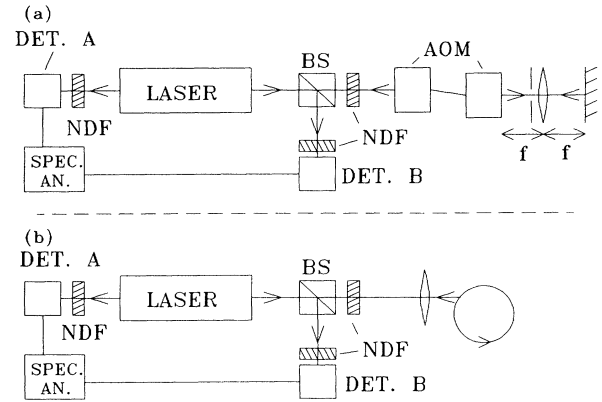 (a)
DET. A
BS
AOM
LASER
NDF
NDF
SPEC.
AN.
DET. B
f
f
(b)
DET. A
BS
LASER
NDF
NDF
SPEC.
AN.
DET. B